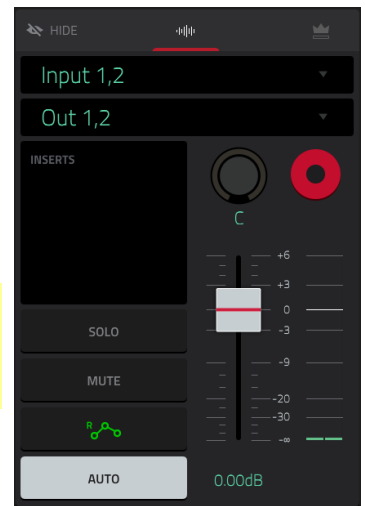 HIDE
Input 1,2
Out 1,2
INSERTS
C
+6
+3
0
-3
-9
-20
-30
-∞
SOLO
MUTE
R
AUTO
0.00dB